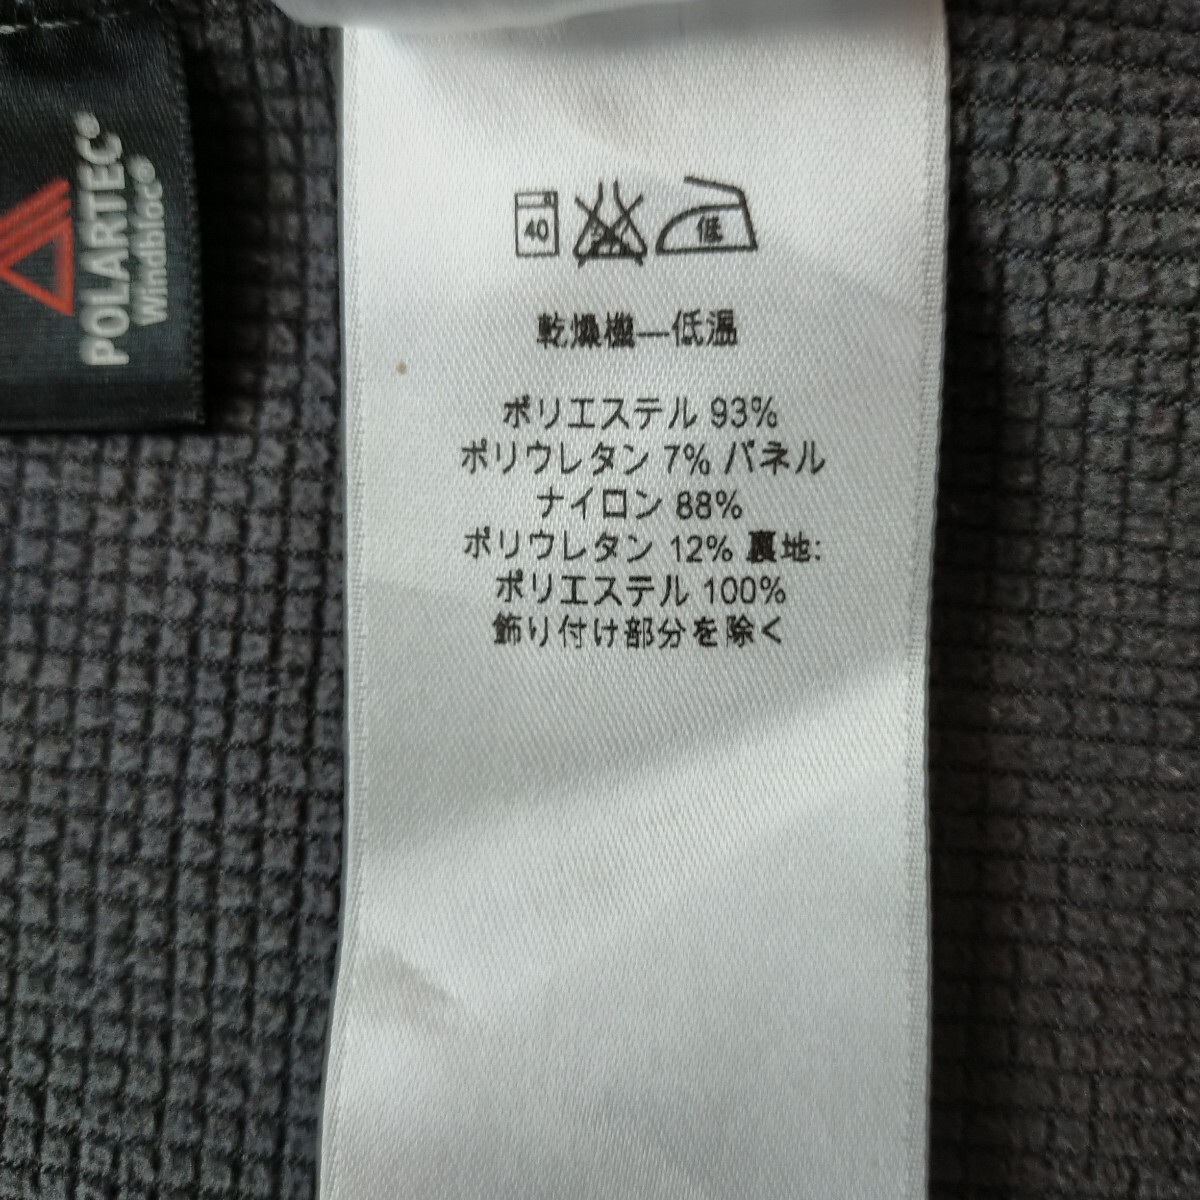 POLARTEC®
Windbloc®
40
低
乾燥機—低温
ポリエステル 93%
ポリウレタン 7% パネル
ナイロン 88%
ポリウレタン 12% 裏地:
ポリエステル 100%
飾り付け部分を除く